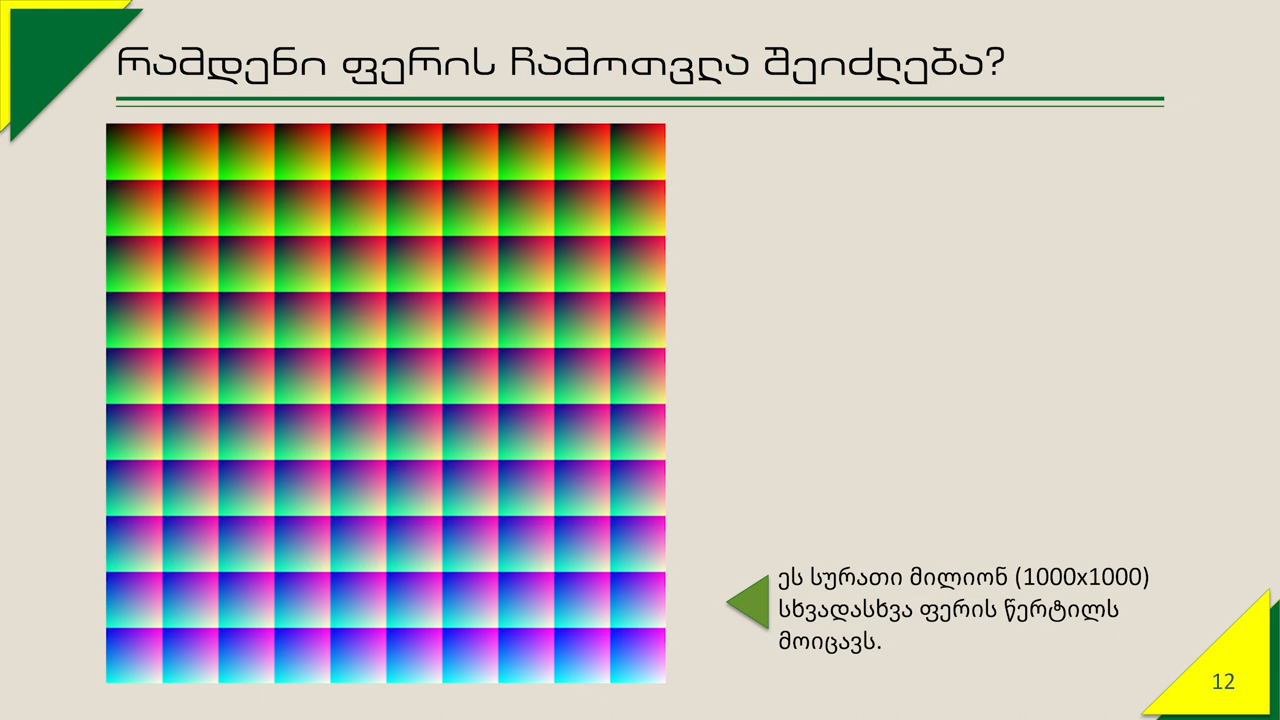 რამდენი ფერის ჩამოთვლა შეიძლება?
ეს სურათი მილიონ (1000x1000)
სხვადასხვა ფერის წერტილს
მოიცავს.
12